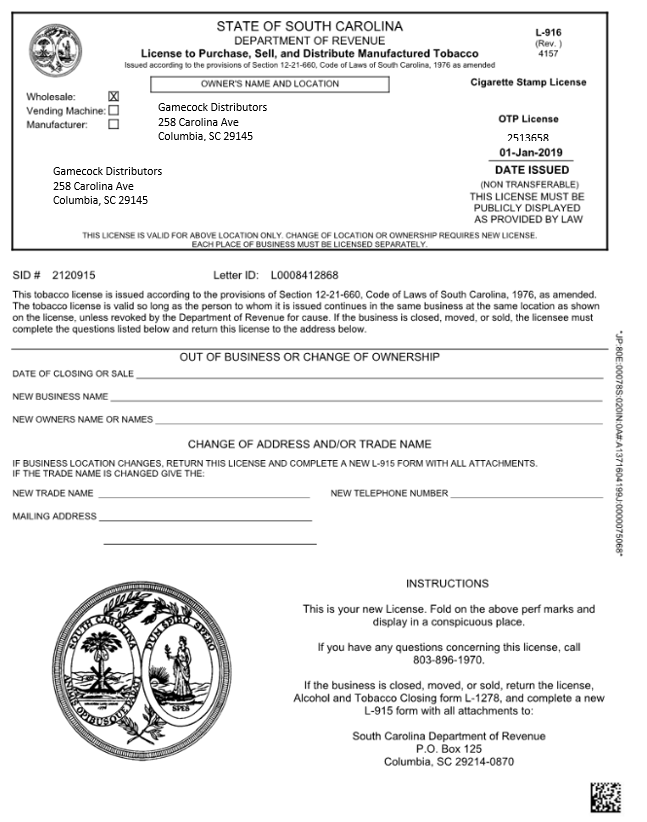 STATE OF SOUTH CAROLINA
DEPARTMENT OF REVENUE
License to Purchase, Sell, and Distribute Manufactured Tobacco
Issued according to the provisions of Section 12-21-660, Code of Laws of South Carolina, 1976 as amended
L-916
(Rev. )
4157
OWNER'S NAME AND LOCATION
Cigarette Stamp License
Wholesale: X
Vending Machine:
Manufacturer:
Gamecock Distributors
258 Carolina Ave
Columbia, SC 29145
OTP License
2513658
01-Jan-2019
DATE ISSUED
(NON TRANSFERABLE)
THIS LICENSE MUST BE
PUBLICLY DISPLAYED
AS PROVIDED BY LAW
Gamecock Distributors
258 Carolina Ave
Columbia, SC 29145
THIS LICENSE IS VALID FOR ABOVE LOCATION ONLY. CHANGE OF LOCATION OR OWNERSHIP REQUIRES NEW LICENSE.
EACH PLACE OF BUSINESS MUST BE LICENSED SEPARATELY.
SID # 2120915 Letter ID: L0008412868
This tobacco license is issued according to the provisions of Section 12-21-660, Code of Laws of South Carolina, 1976, as amended.
The tobacco license is valid so long as the person to whom it is issued continues in the same business at the same location as shown
on the license, unless revoked by the Department of Revenue for cause. If the business is closed, moved, or sold, the licensee must
complete the questions listed below and return this license to the address below.
OUT OF BUSINESS OR CHANGE OF OWNERSHIP
DATE OF CLOSING OR SALE
NEW BUSINESS NAME
NEW OWNERS NAME OR NAMES
CHANGE OF ADDRESS AND/OR TRADE NAME
IF BUSINESS LOCATION CHANGES, RETURN THIS LICENSE AND COMPLETE A NEW L-915 FORM WITH ALL ATTACHMENTS.
IF THE TRADE NAME IS CHANGED GIVE THE:
NEW TRADE NAME NEW TELEPHONE NUMBER
MAILING ADDRESS
SOUTH CAROLINA
DUM SPIRO SPERO
SPES
INSTRUCTIONS
This is your new License. Fold on the above perf marks and
display in a conspicuous place.
If you have any questions concerning this license, call
803-896-1970.
If the business is closed, moved, or sold, return the license,
Alcohol and Tobacco Closing form L-1278, and complete a new
L-915 form with all attachments to:
South Carolina Department of Revenue
P.O. Box 125
Columbia, SC 29214-0870